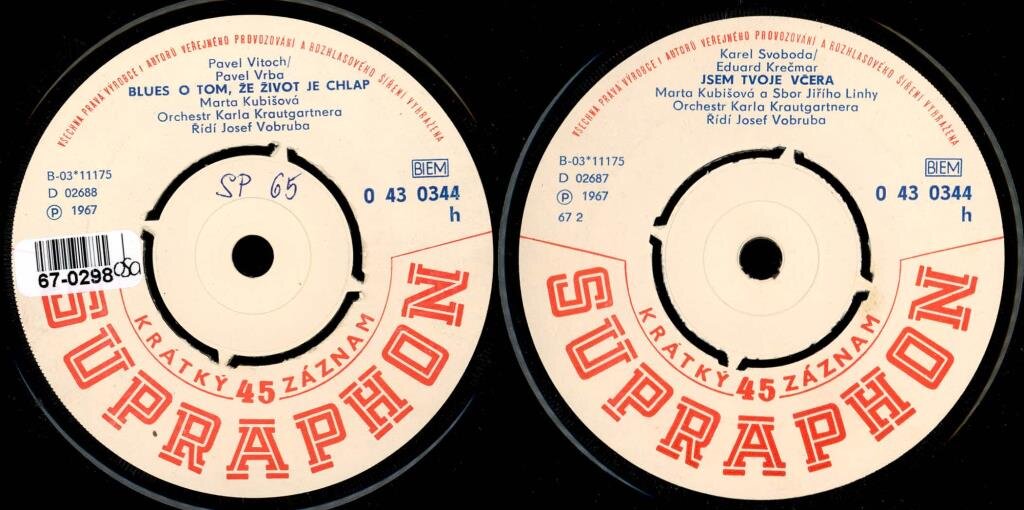 VŠECHNA PRÁVA VÝROBCE I AUTORŮ VEŘEJNÉHO PROVOZOVÁNÍ A ROZHLASOVÉHO ŠÍŘENÍ VYHRAŽENA
Pavel Vitoch/
Pavel Vrba
BLUES O TOM, ŽE ŽIVOT JE CHLAP
Marta Kubišová
Orchestr Karla Krautgartnera
Řídí Josef Vobruba
B-03*11175
D 02688
Ⓟ 1967
SP 65
BIEM
0 43 0344
h
67-0298
osa
KRÁTKÝ 45 ZÁZNAM
SUPRAPHON
VŠECHNA PRÁVA VÝROBCE I AUTORŮ VEŘEJNÉHO PROVOZOVÁNÍ A ROZHLASOVÉHO ŠÍŘENÍ VYHRAŽENA
Karel Svoboda/
Eduard Krečmar
JSEM TVOJE VČERA
Marta Kubišová a Sbor Jiřího Linhy
Orchestr Karla Krautgartnera
Řídí Josef Vobruba
B-03*11175
D 02687
Ⓟ 1967
67 2
BIEM
0 43 0344
h
KRÁTKÝ 45 ZÁZNAM
SUPRAPHON